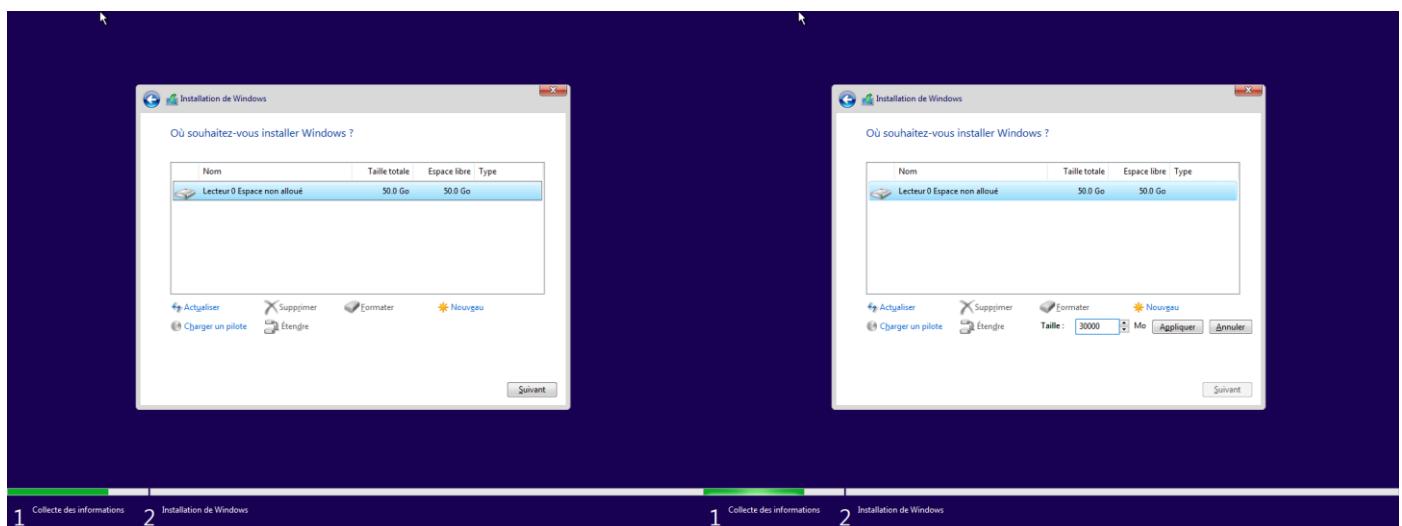 Installation de Windows
Où souhaitez-vous installer Windows ?
Nom Taille totale Espace libre Type
Lecteur 0 Espace non alloué 50.0 Go 50.0 Go
Actualiser Supprimer Formater Nouveau
Charger un pilote Étendre
Suivant
1 Collecte des informations 2 Installation de Windows
Installation de Windows
Où souhaitez-vous installer Windows ?
Nom Taille totale Espace libre Type
Lecteur 0 Espace non alloué 50.0 Go 50.0 Go
Actualiser Supprimer Formater Nouveau
Charger un pilote Étendre Taille : 30000 Mo Appliquer Annuler
Suivant
1 Collecte des informations 2 Installation de Windows